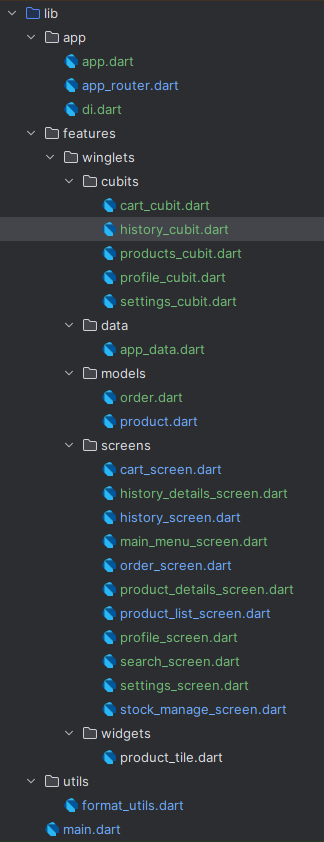 lib
app
app.dart
app_router.dart
di.dart
features
winglets
cubits
cart_cubit.dart
history_cubit.dart
products_cubit.dart
profile_cubit.dart
settings_cubit.dart
data
app_data.dart
models
order.dart
product.dart
screens
cart_screen.dart
history_details_screen.dart
history_screen.dart
main_menu_screen.dart
order_screen.dart
product_details_screen.dart
product_list_screen.dart
profile_screen.dart
search_screen.dart
settings_screen.dart
stock_manage_screen.dart
widgets
product_tile.dart
utils
format_utils.dart
main.dart